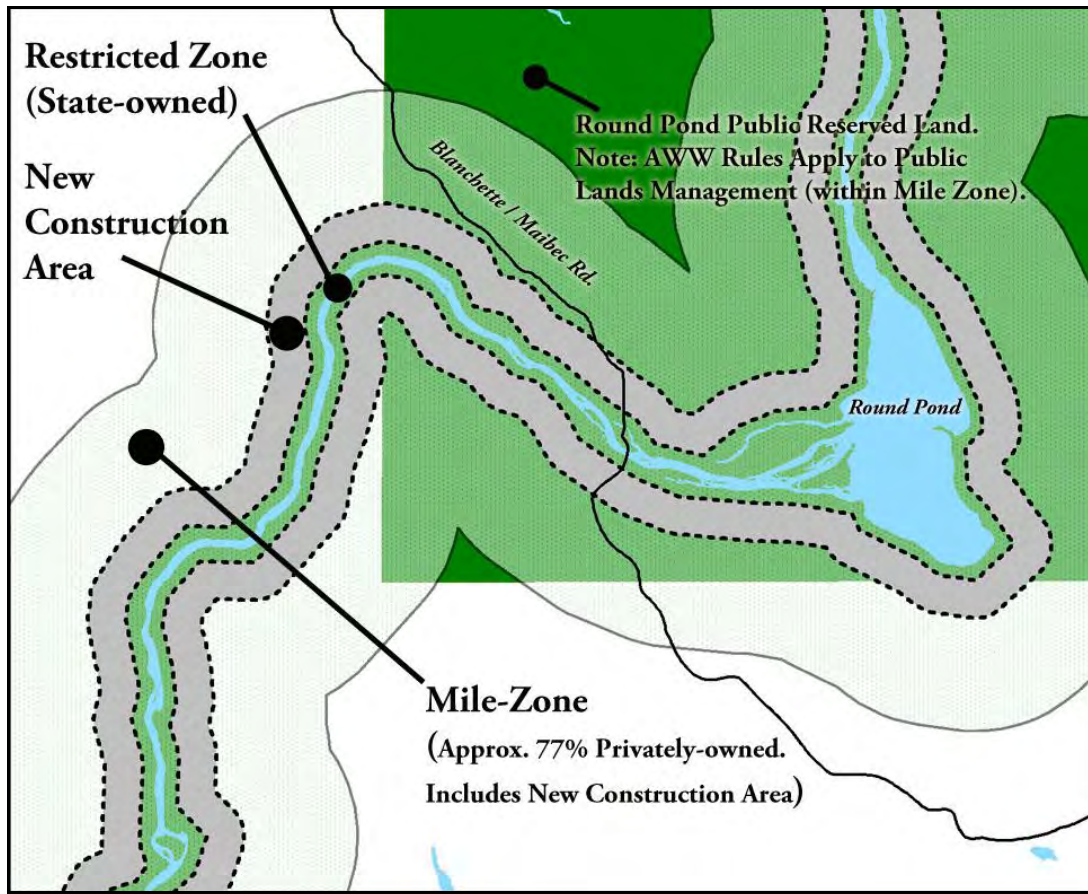 Restricted Zone
(State-owned)
New
Construction
Area
Round Pond Public Reserved Land.
Note: AWW Rules Apply to Public
Lands Management (within Mile Zone).
Blanchette / Maibec Rd.
Round Pond
Mile-Zone
(Approx. 77% Privately-owned.
Includes New Construction Area)